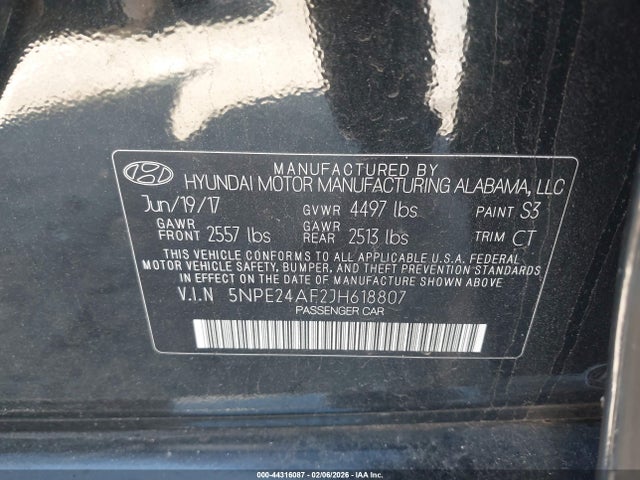 MANUFACTURED BY
HYUNDAI MOTOR MANUFACTURING ALABAMA, LLC
Jun/19/17 GVWR 4497 lbs PAINT S3
GAWR FRONT 2557 lbs GAWR REAR 2513 lbs TRIM CT
THIS VEHICLE CONFORMS TO ALL APPLICABLE U.S.A. FEDERAL
MOTOR VEHICLE SAFETY, BUMPER, AND THEFT PREVENTION STANDARDS
IN EFFECT ON THE DATE OF MANUFACTURE SHOWN ABOVE.
V.I.N 5NPE24AF2JH618807
PASSENGER CAR
000-44316087 - 02/06/2026 - IAA Inc.